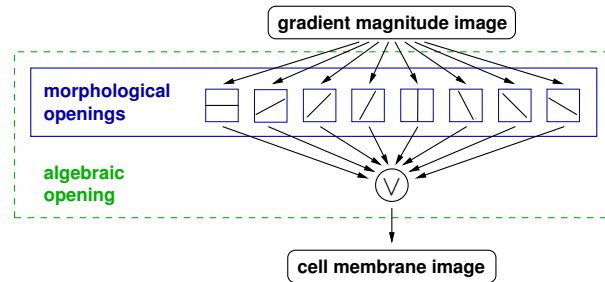 gradient magnitude image
morphological
openings
algebraic
opening
V
cell membrane image